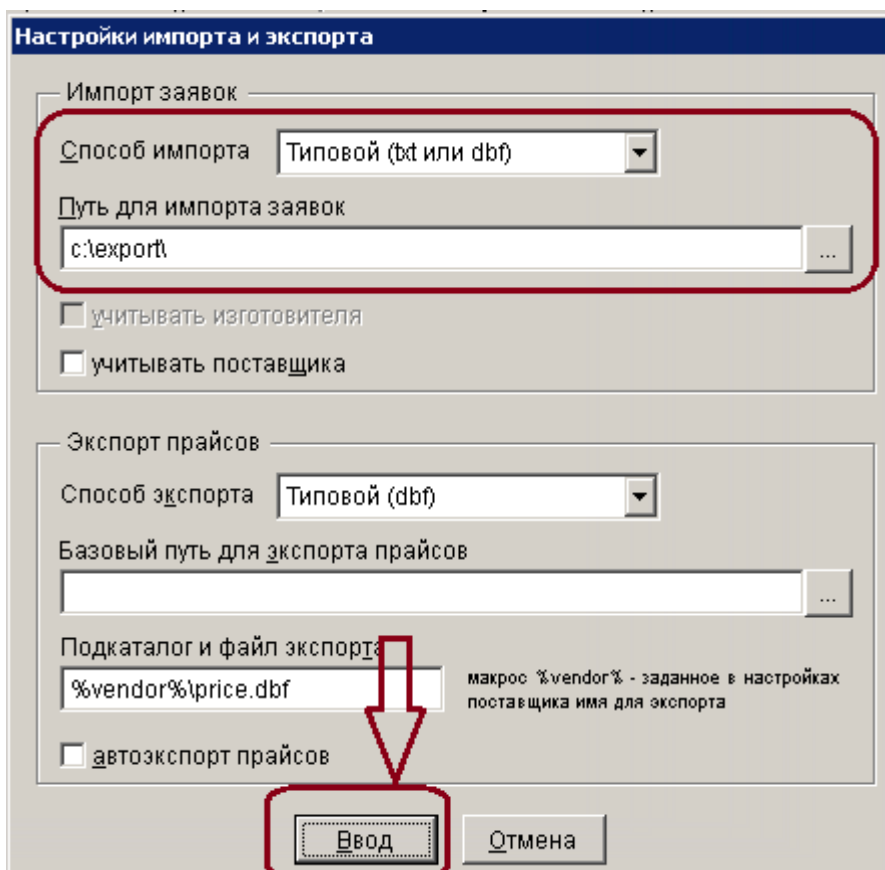 Настройки импорта и экспорта
Импорт заявок
Способ импорта Типовой (txt или dbf)
Путь для импорта заявок
c:\export\ ...
учитывать изготовителя
учитывать поставщика
Экспорт прайсов
Способ экспорта Типовой (dbf)
Базовый путь для экспорта прайсов
...
Подкаталог и файл экспорта
%vendor%\price.dbf
макрос %vendor% - заданное в настройках
поставщика имя для экспорта
автоэкспорт прайсов
Ввод Отмена